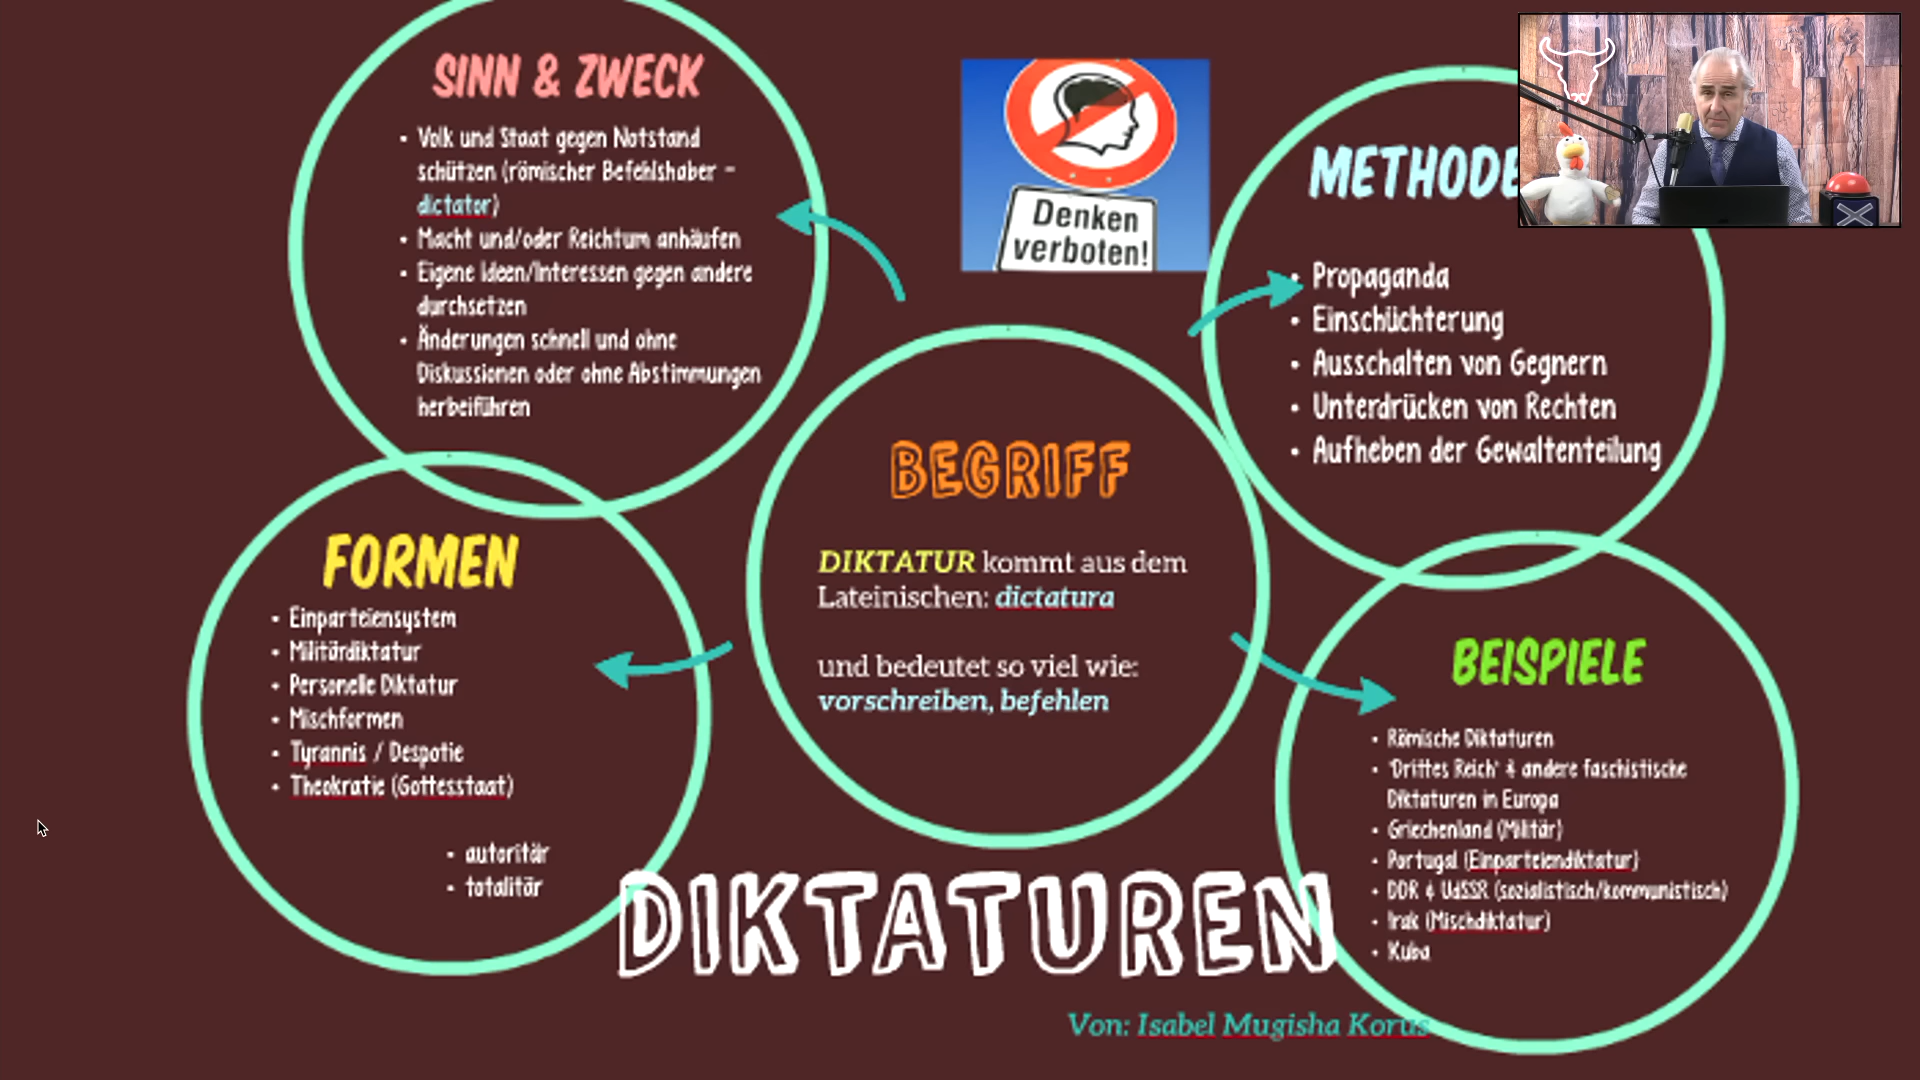 SINN & ZWECK
• Volk und Staat gegen Notstand
schützen (römischer Befehlshaber –
dictator)
• Macht und/oder Reichtum anhäufen
• Eigene Ideen/Interessen gegen andere
durchsetzen
• Änderungen schnell und ohne
Diskussionen oder ohne Abstimmungen
herbeiführen
Denken
verboten!
METHODE
• Propaganda
• Einschüchterung
• Ausschalten von Gegnern
• Unterdrücken von Rechten
• Aufheben der Gewaltenteilung
BEGRIFF
DIKTATUR kommt aus dem
Lateinischen: dictatura
und bedeutet so viel wie:
vorschreiben, befehlen
FORMEN
• Einparteiensystem
• Militärdiktatur
• Personelle Diktatur
• Mischformen
• Tyrannis / Despotie
• Theokratie (Gottesstaat)
• autoritär
• totalitär
BEISPIELE
• Römische Diktaturen
• 'Drittes Reich' & andere faschistische
Diktaturen in Europa
• Griechenland (Militär)
• Portugal (Einparteiendiktatur)
• DDR & UdSSR (sozialistisch/kommunistisch)
• Irak (Mischdiktatur)
• Kuba
DIKTATUREN
Von: Isabel Mugisha Korus